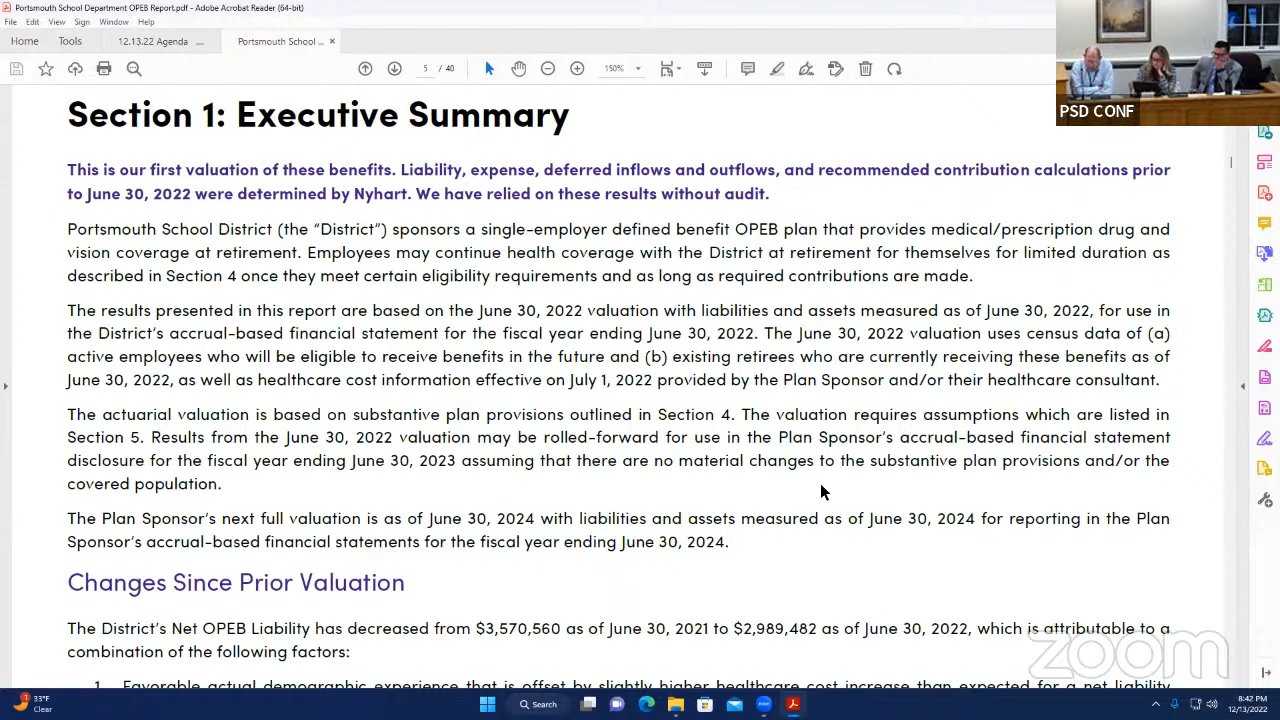 Portsmouth School Department OPEB Report.pdf - Adobe Acrobat Reader (64-bit)
File Edit View Sign Window Help
Home Tools 12.13.22 Agenda ... Portsmouth School ... ×
5 / 40 150%
PSD CONF
Section 1: Executive Summary
This is our first valuation of these benefits. Liability, expense, deferred inflows and outflows, and recommended contribution calculations prior
to June 30, 2022 were determined by Nyhart. We have relied on these results without audit.
Portsmouth School District (the “District”) sponsors a single-employer defined benefit OPEB plan that provides medical/prescription drug and
vision coverage at retirement. Employees may continue health coverage with the District at retirement for themselves for limited duration as
described in Section 4 once they meet certain eligibility requirements and as long as required contributions are made.
The results presented in this report are based on the June 30, 2022 valuation with liabilities and assets measured as of June 30, 2022, for use in
the District’s accrual-based financial statement for the fiscal year ending June 30, 2022. The June 30, 2022 valuation uses census data of (a)
active employees who will be eligible to receive benefits in the future and (b) existing retirees who are currently receiving these benefits as of
June 30, 2022, as well as healthcare cost information effective on July 1, 2022 provided by the Plan Sponsor and/or their healthcare consultant.
The actuarial valuation is based on substantive plan provisions outlined in Section 4. The valuation requires assumptions which are listed in
Section 5. Results from the June 30, 2022 valuation may be rolled-forward for use in the Plan Sponsor’s accrual-based financial statement
disclosure for the fiscal year ending June 30, 2023 assuming that there are no material changes to the substantive plan provisions and/or the
covered population.
The Plan Sponsor’s next full valuation is as of June 30, 2024 with liabilities and assets measured as of June 30, 2024 for reporting in the Plan
Sponsor’s accrual-based financial statements for the fiscal year ending June 30, 2024.
Changes Since Prior Valuation
The District’s Net OPEB Liability has decreased from $3,570,560 as of June 30, 2021 to $2,989,482 as of June 30, 2022, which is attributable to a
combination of the following factors:
1. Favorable actual demographic experience that is offset by slightly higher healthcare cost increase than expected for a net liability
zoom
1
33°F
Clear
Search
8:42 PM
12/13/2022